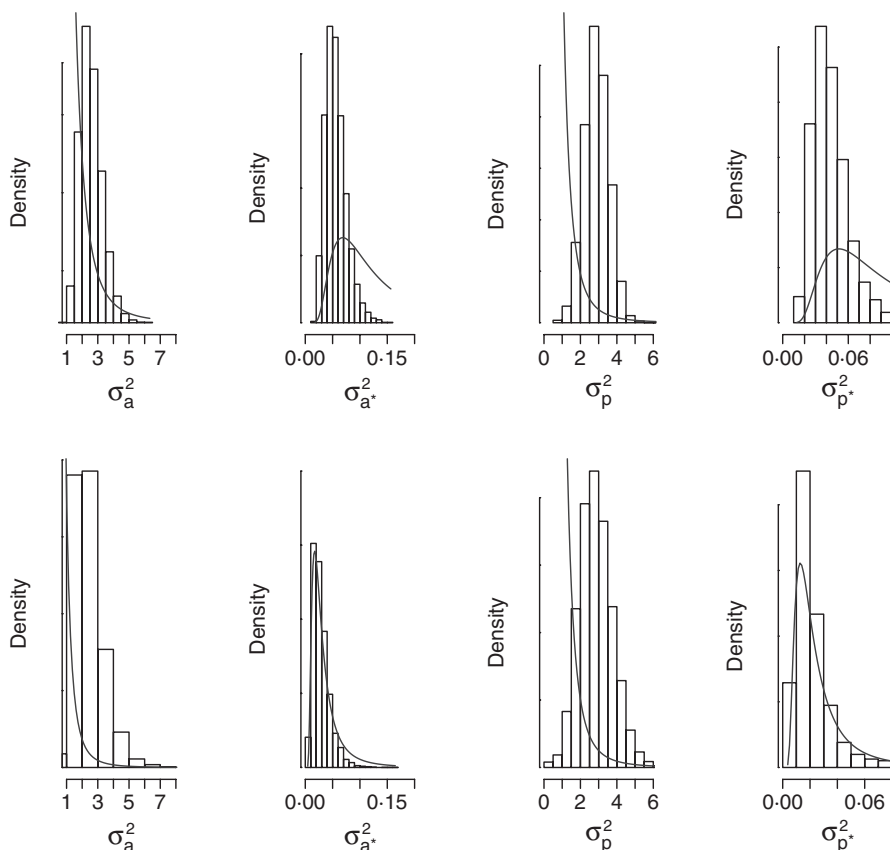 Density
Density
Density
Density
1 3 5 7
0·00 0·15
0 2 4 6
0·00 0·06
σ²ₐ
σ²ₐ*
σ²ₚ
σ²ₚ*
Density
Density
Density
Density
1 3 5 7
0·00 0·15
0 2 4 6
0·00 0·06
σ²ₐ
σ²ₐ*
σ²ₚ
σ²ₚ*